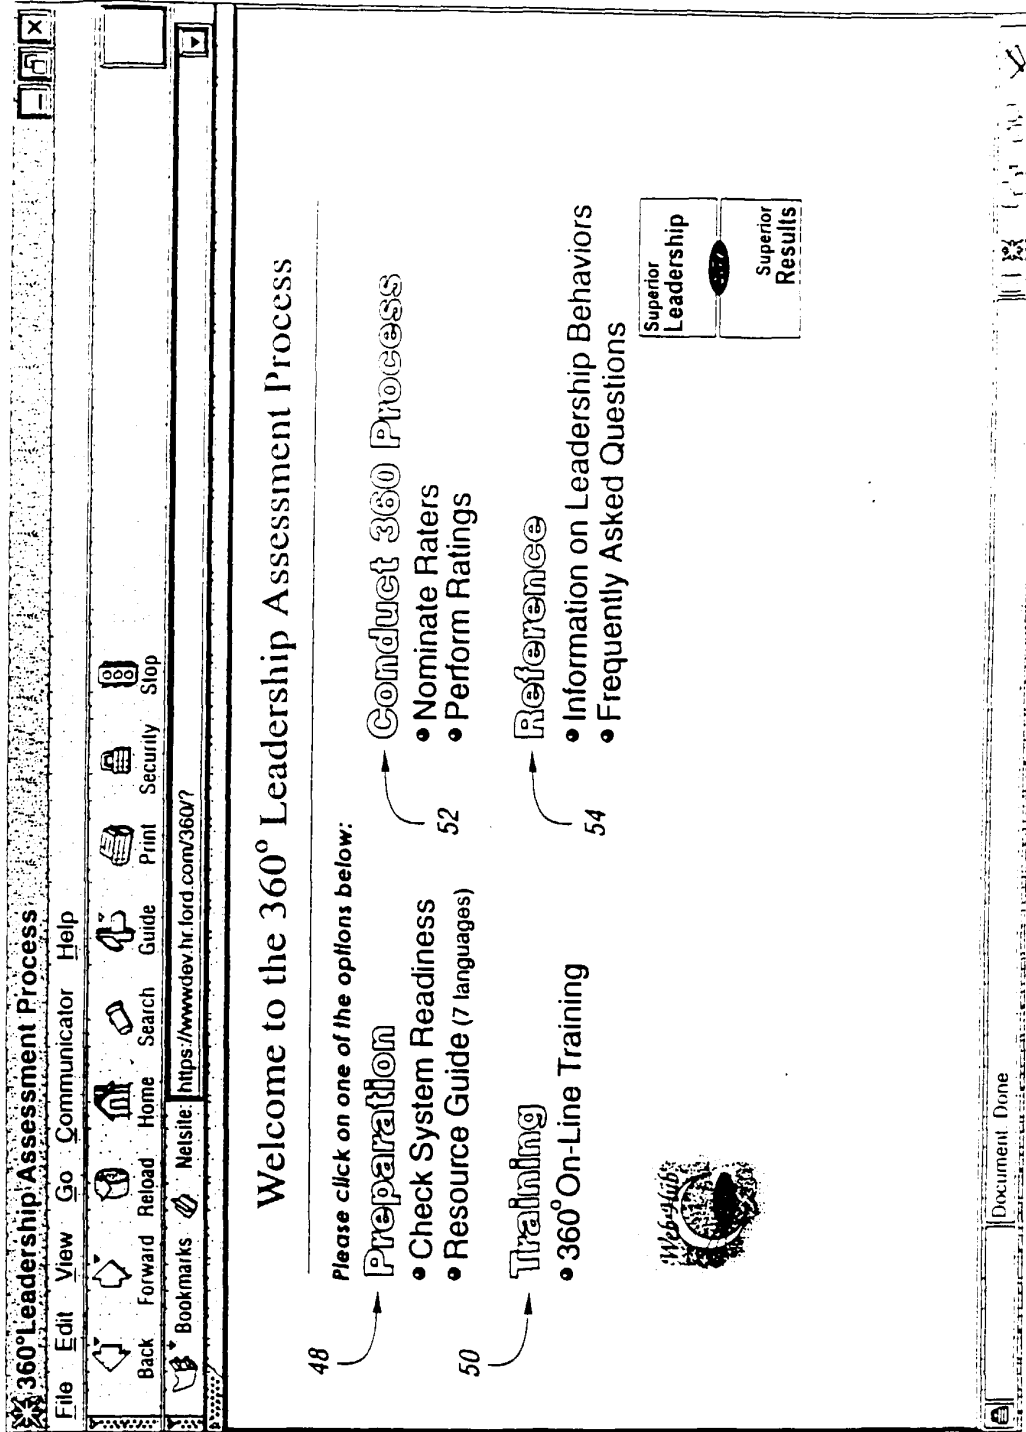 360°Leadership Assessment Process
File Edit View Go Communicator Help
Back Forward Reload Home Search Guide Print Security Stop
Bookmarks Netsite: https://wwwdev.hr.ford.com/360/?
Welcome to the 360° Leadership Assessment Process
Please click on one of the options below:
48
Preparation
• Check System Readiness
• Resource Guide (7 languages)
50
Training
• 360° On-Line Training
52
Conduct 360 Process
• Nominate Raters
• Perform Ratings
54
Reference
• Information on Leadership Behaviors
• Frequently Asked Questions
Web-Hub
Superior
Leadership
Superior
Results
Document Done